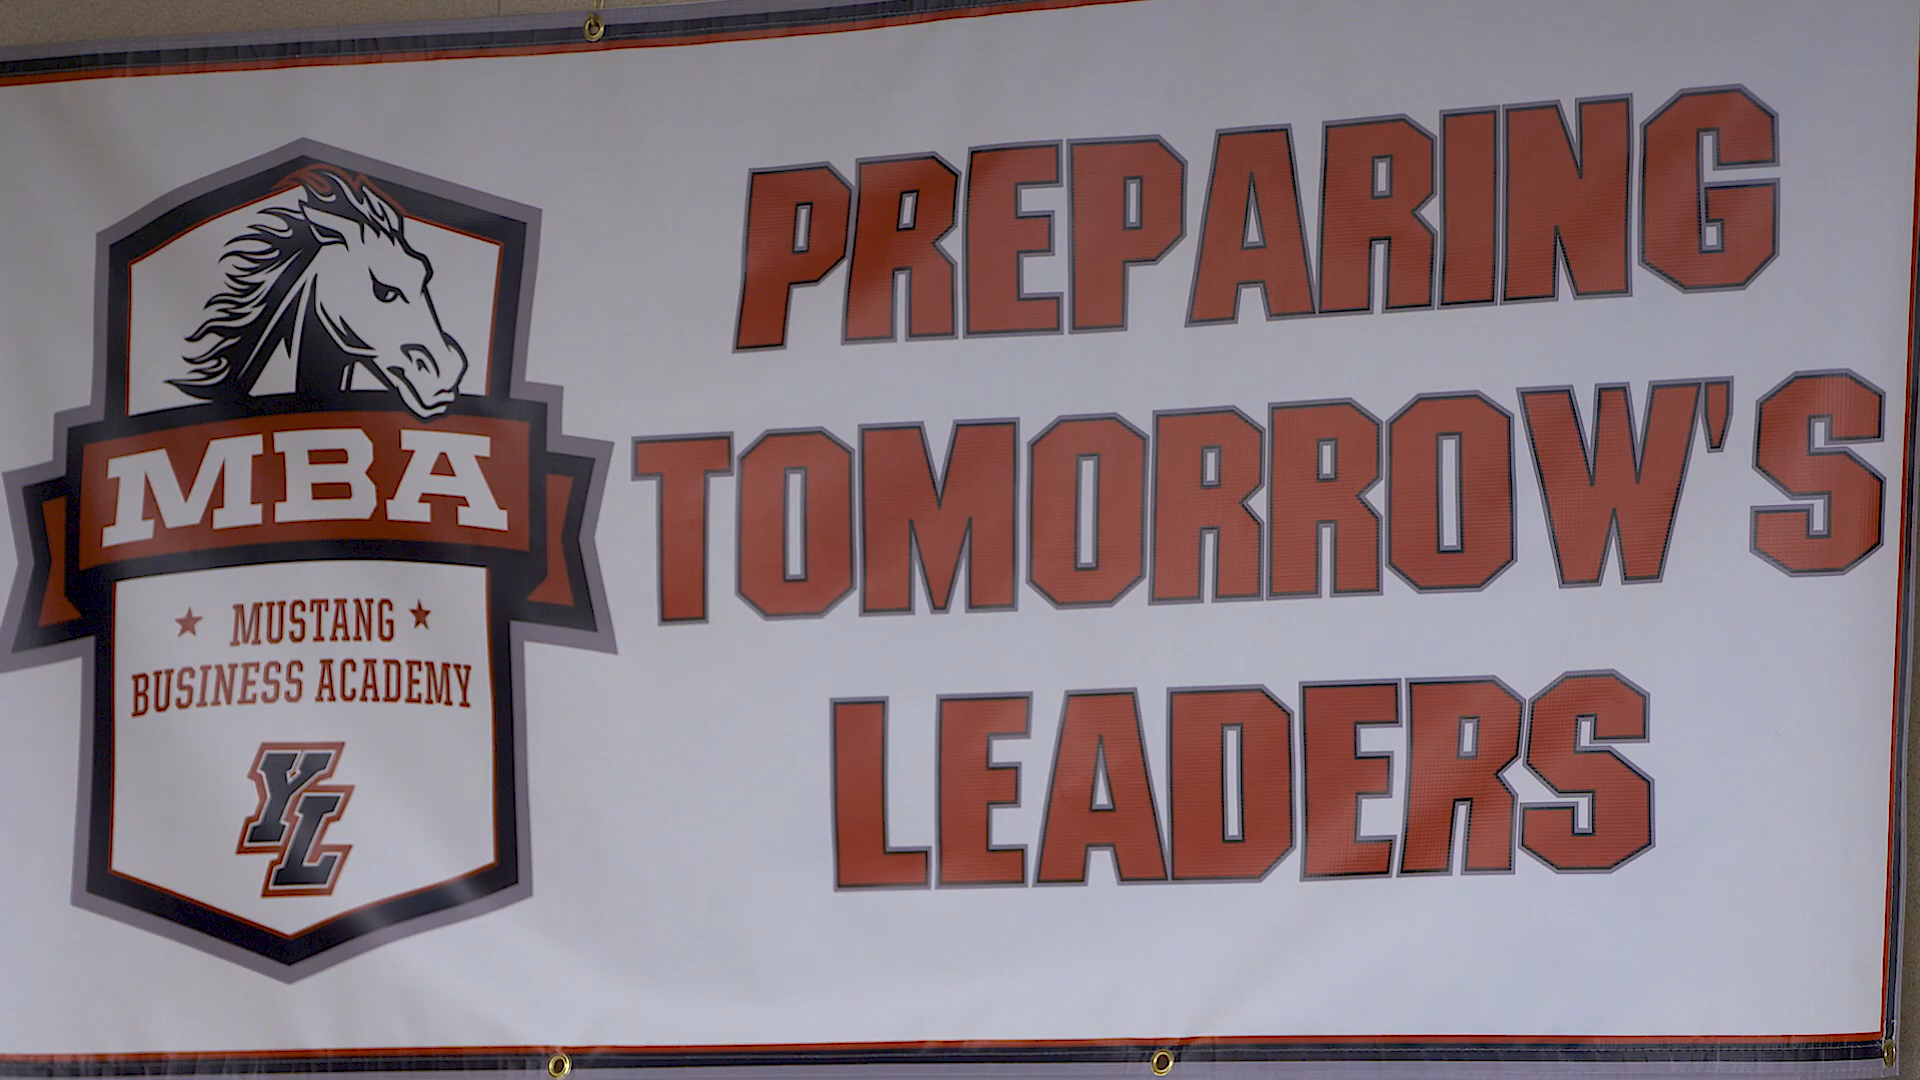 MBA
MUSTANG
BUSINESS ACADEMY
YL
PREPARING
TOMORROW'S
LEADERS